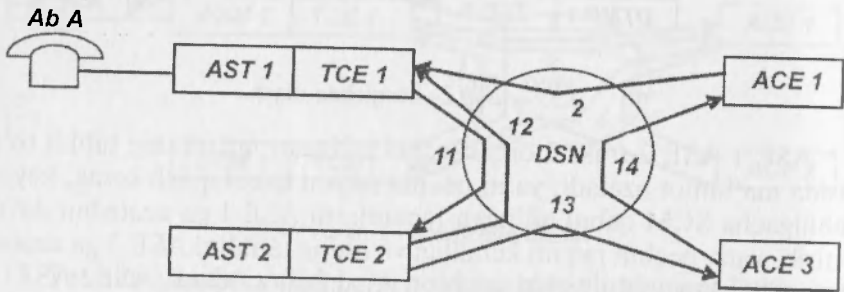 Ab A
AST 1 TCE 1
ACE 1
2
12
11
DSN
14
13
AST 2 TCE 2
ACE 3